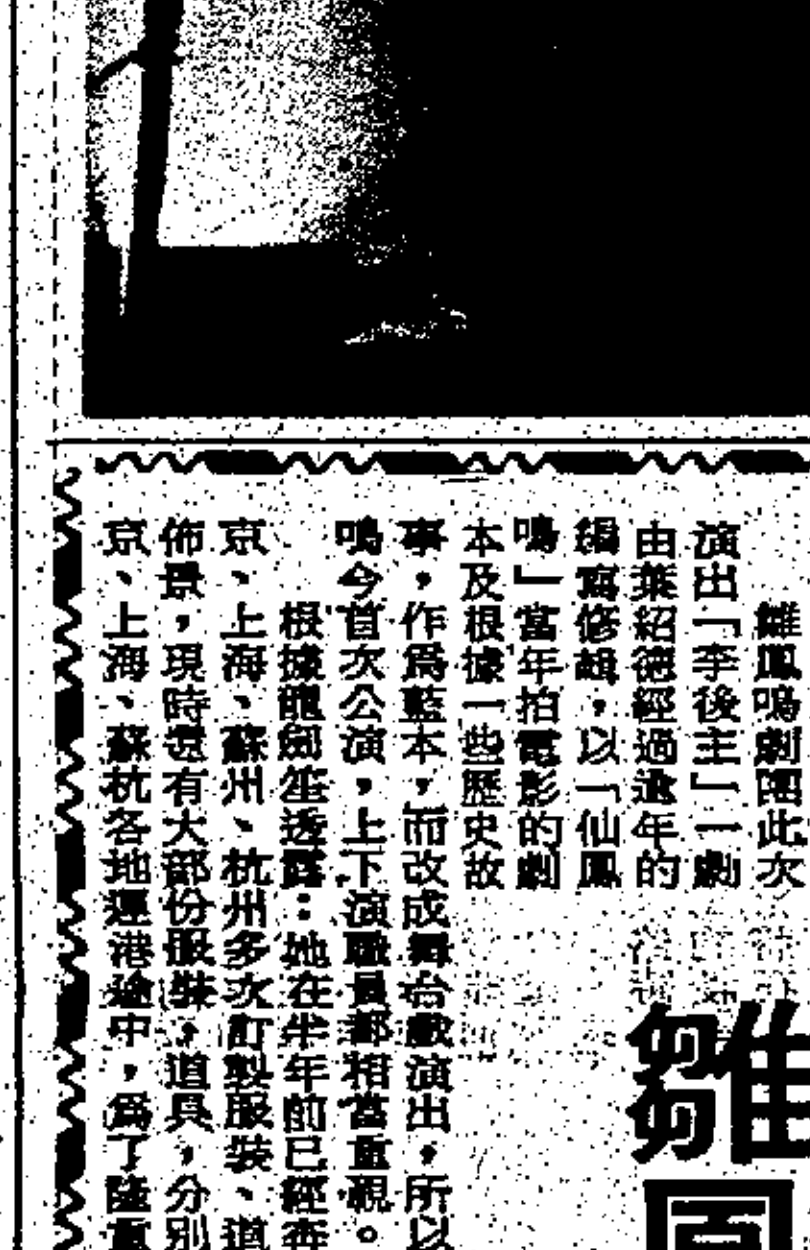 雛鳳鳴劇團此次
演出「李後主」一劇
由葉紹德經過逾年的
編寫修輯，以「仙鳳
鳴」當年拍電影的劇
本及根據一些歷史故
事，作爲藍本，而改成舞台戲演出，所以
鳴今首次公演，上下演職員都相當重視。
根據龍劍笙透露：她在半年前已經在
京、上海、蘇州、杭州多次訂製服裝、道
佈景，現時還有大部份服裝，道具，分別
京、上海、蘇杭各地運港途中，爲了隆重
雛
鳳